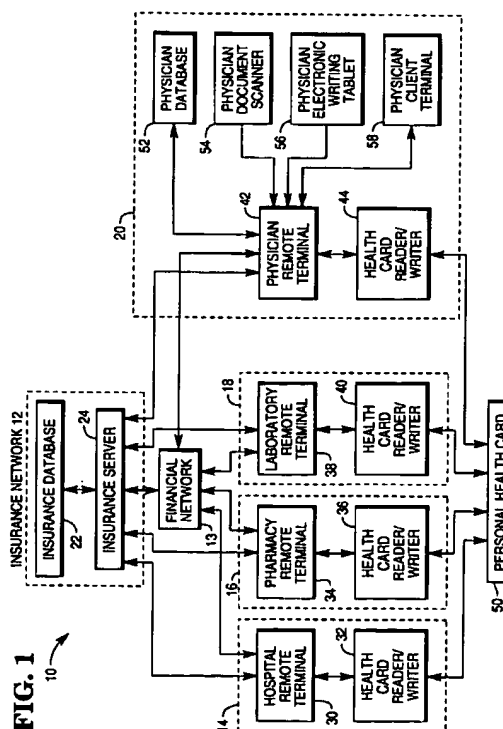 FIG. 1
10
INSURANCE NETWORK 12
INSURANCE DATABASE
22
24
INSURANCE SERVER
FINANCIAL
NETWORK
13
20
PHYSICIAN
DATABASE
52
PHYSICIAN
DOCUMENT
SCANNER
54
PHYSICIAN
ELECTRONIC
WRITING
TABLET
56
PHYSICIAN
CLIENT
TERMINAL
58
42
PHYSICIAN
REMOTE
TERMINAL
44
HEALTH
CARD
READER/
WRITER
14
HOSPITAL
REMOTE
TERMINAL
30
32
HEALTH
CARD
READER/
WRITER
16
PHARMACY
REMOTE
TERMINAL
34
36
HEALTH
CARD
READER/
WRITER
18
LABORATORY
REMOTE
TERMINAL
38
40
HEALTH
CARD
READER/
WRITER
PERSONAL HEALTH CARD
50